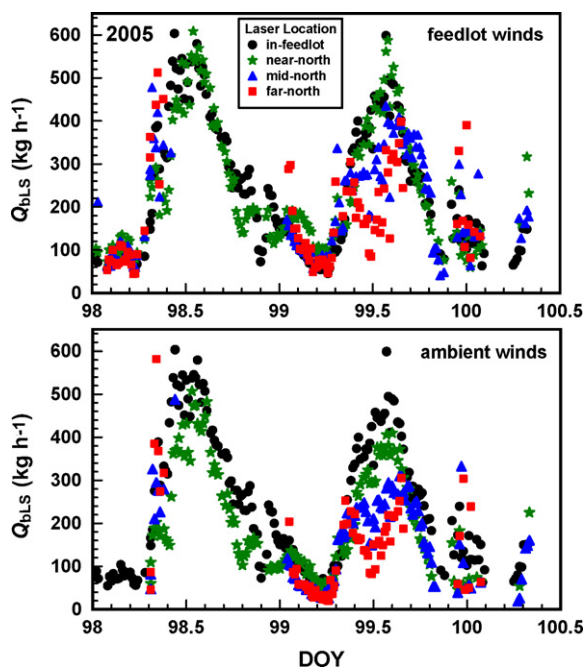 2005
Laser Location
in-feedlot
near-north
mid-north
far-north
feedlot winds
QbLS (kg h-1)
600
500
400
300
200
100
0
98 98.5 99 99.5 100 100.5
ambient winds
QbLS (kg h-1)
600
500
400
300
200
100
0
98 98.5 99 99.5 100 100.5
DOY